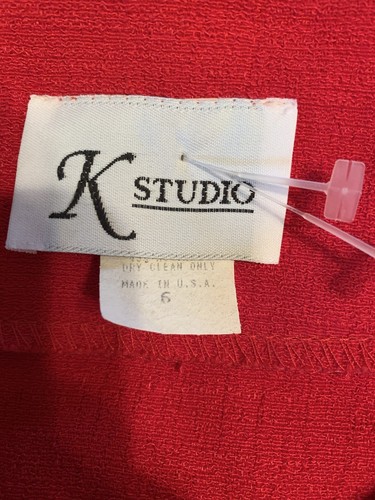 K STUDIO
DRY CLEAN ONLY
MADE IN U.S.A.
6